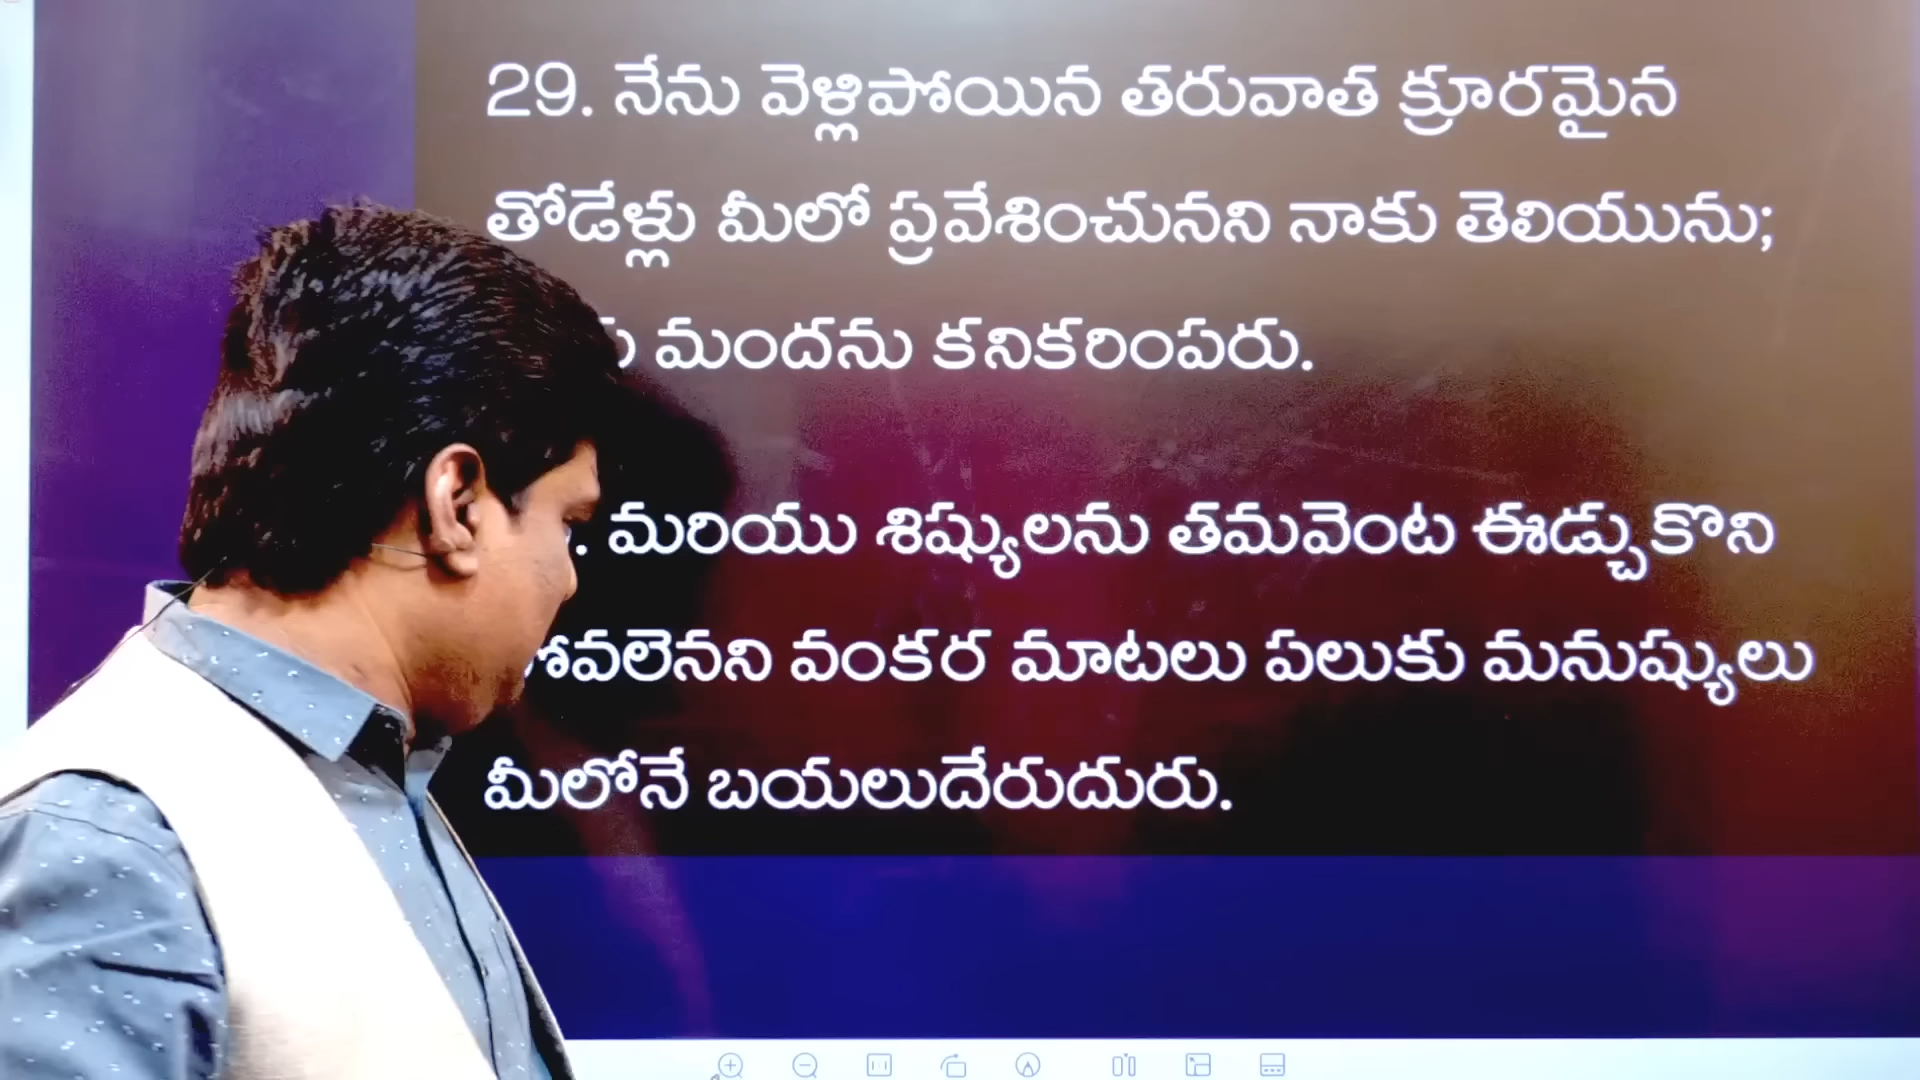 29. నేను వెళ్లిపోయిన తరువాత క్రూరమైన
తోడేళ్లు మీలో ప్రవేశించునని నాకు తెలియును;
మందను కనికరింపరు.
మరియు శిష్యులను తమవెంట ఈడ్చుకొని
వంకర మాటలు పలుకు మనుష్యులు
మీలోనే బయలుదేరుదురు.